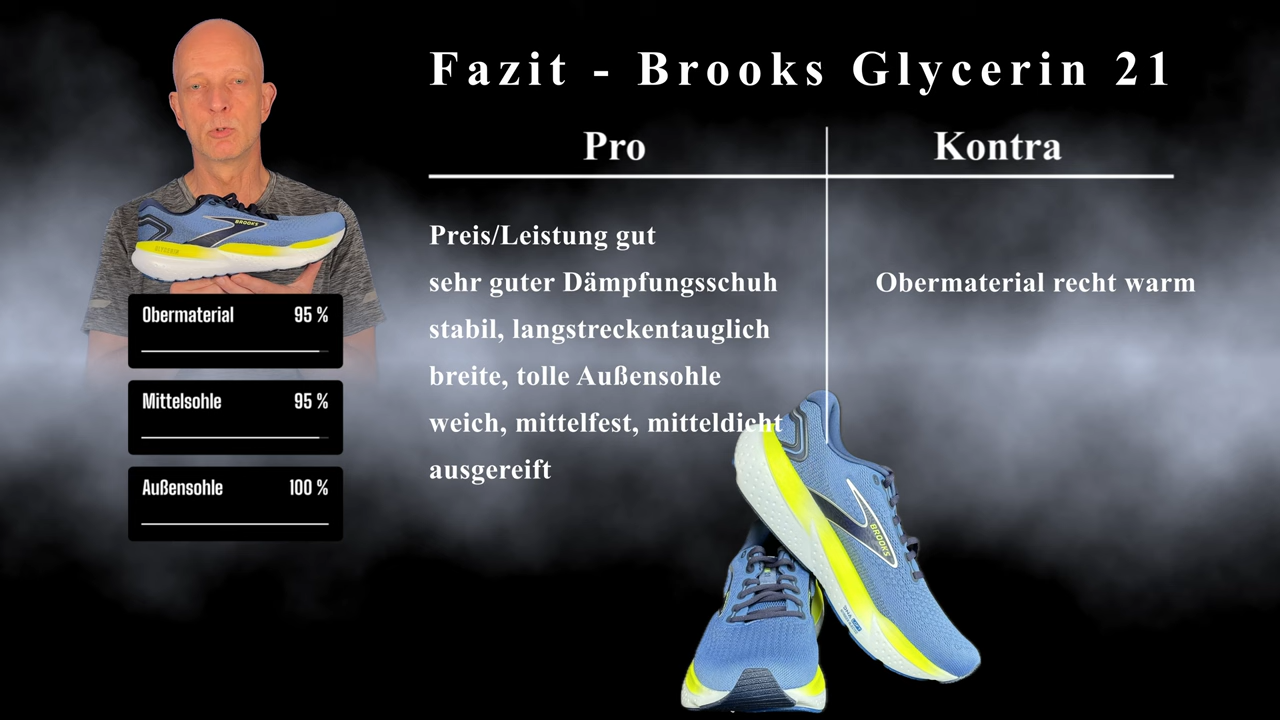 Fazit - Brooks Glycerin 21
Pro
Kontra
Preis/Leistung gut
sehr guter Dämpfungsschuh
stabil, langstreckentauglich
breite, tolle Außensohle
weich, mittelfest, mitteldicht
ausgereift
Obermaterial recht warm
BROOKS
GLYCERIN
Obermaterial 95 %
Mittelsohle 95 %
Außensohle 100 %
BROOKS